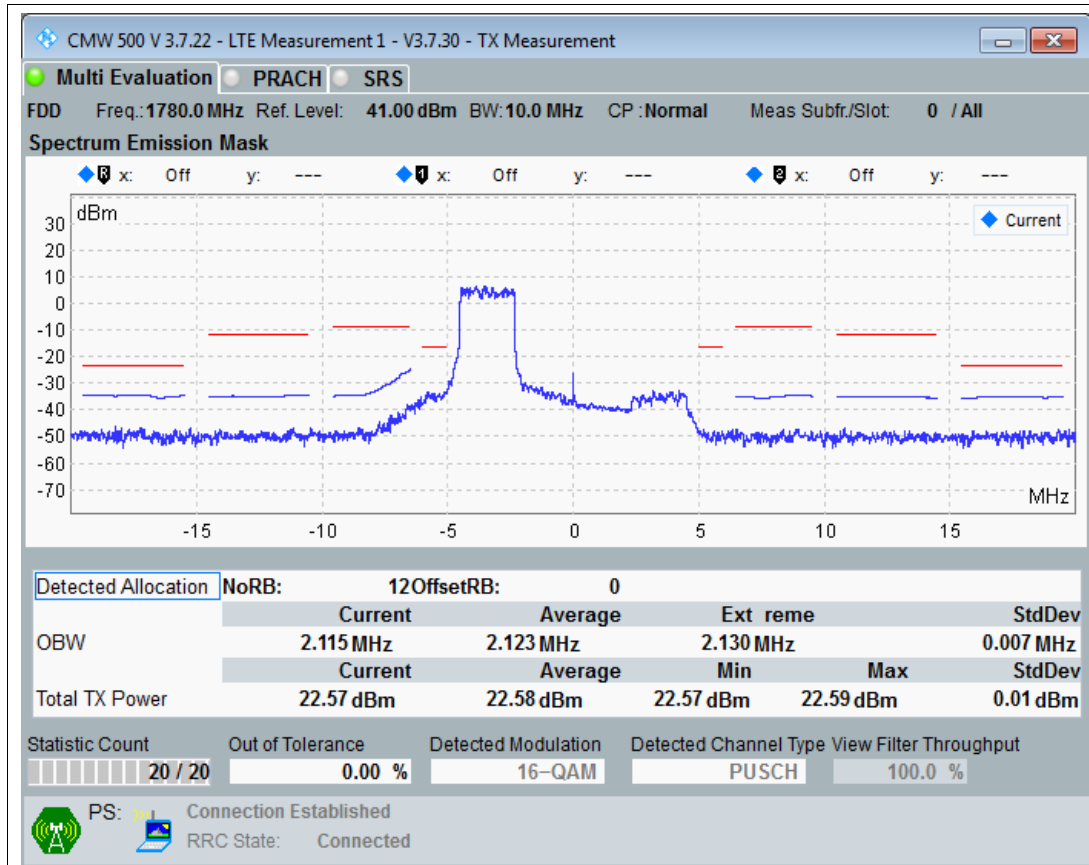 CMW 500 V 3.7.22 - LTE Measurement 1 - V3.7.30 - TX Measurement
Multi Evaluation PRACH SRS
FDD Freq.: 1780.0 MHz Ref. Level: 41.00 dBm BW: 10.0 MHz CP : Normal Meas Subfr./Slot: 0 / All
Spectrum Emission Mask
R x: Off y: --- 1 x: Off y: --- 2 x: Off y: ---
dBm
Current
30
20
10
0
-10
-20
-30
-40
-50
-60
-70
MHz
-15 -10 -5 0 5 10 15
Detected Allocation NoRB: 12 OffsetRB: 0
Current Average Ext reme StdDev
OBW 2.115 MHz 2.123 MHz 2.130 MHz 0.007 MHz
Current Average Min Max StdDev
Total TX Power 22.57 dBm 22.58 dBm 22.57 dBm 22.59 dBm 0.01 dBm
Statistic Count Out of Tolerance Detected Modulation Detected Channel Type View Filter Throughput
20 / 20 0.00 % 16-QAM PUSCH 100.0 %
PS: Connection Established
RRC State: Connected